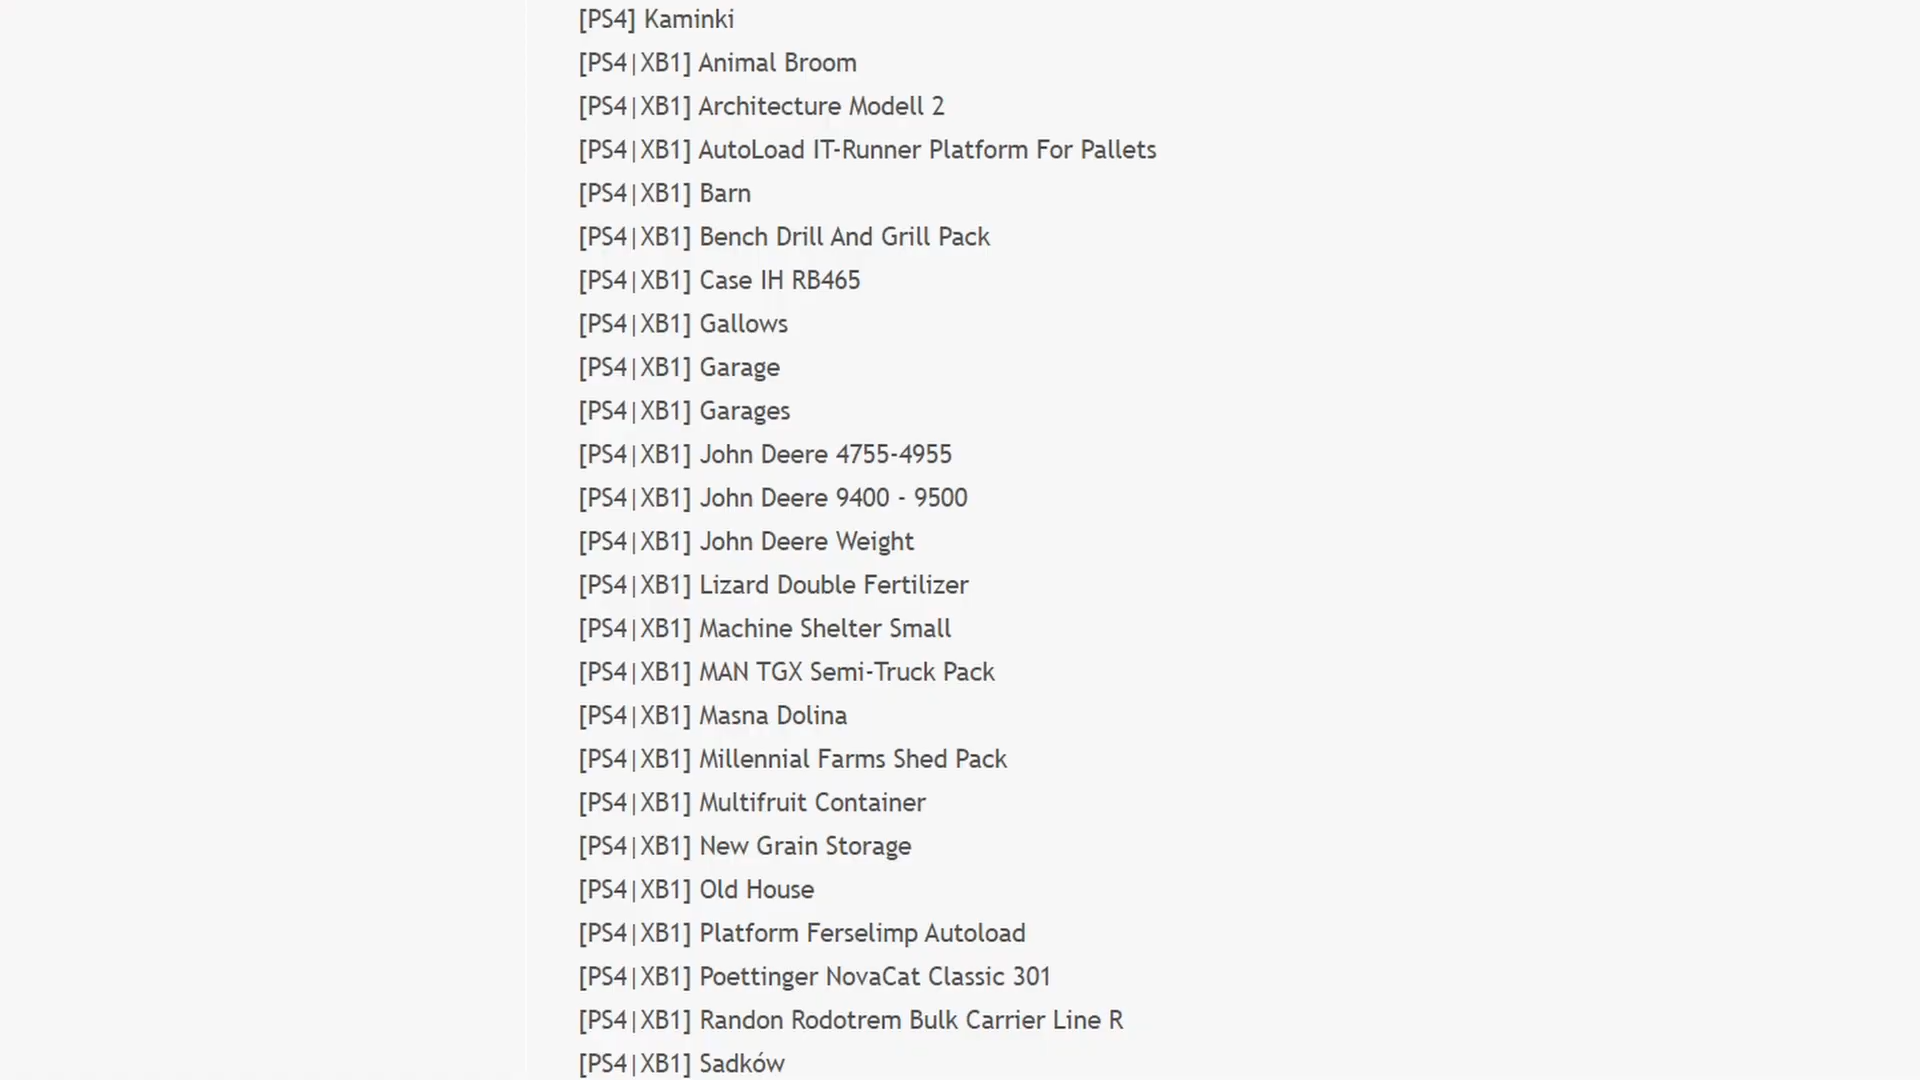 [PS4] Kaminki
[PS4|XB1] Animal Broom
[PS4|XB1] Architecture Modell 2
[PS4|XB1] AutoLoad IT-Runner Platform For Pallets
[PS4|XB1] Barn
[PS4|XB1] Bench Drill And Grill Pack
[PS4|XB1] Case IH RB465
[PS4|XB1] Gallows
[PS4|XB1] Garage
[PS4|XB1] Garages
[PS4|XB1] John Deere 4755-4955
[PS4|XB1] John Deere 9400 - 9500
[PS4|XB1] John Deere Weight
[PS4|XB1] Lizard Double Fertilizer
[PS4|XB1] Machine Shelter Small
[PS4|XB1] MAN TGX Semi-Truck Pack
[PS4|XB1] Masna Dolina
[PS4|XB1] Millennial Farms Shed Pack
[PS4|XB1] Multifruit Container
[PS4|XB1] New Grain Storage
[PS4|XB1] Old House
[PS4|XB1] Platform Ferselimp Autoload
[PS4|XB1] Poettinger NovaCat Classic 301
[PS4|XB1] Randon Rodotrem Bulk Carrier Line R
[PS4|XB1] Sadków